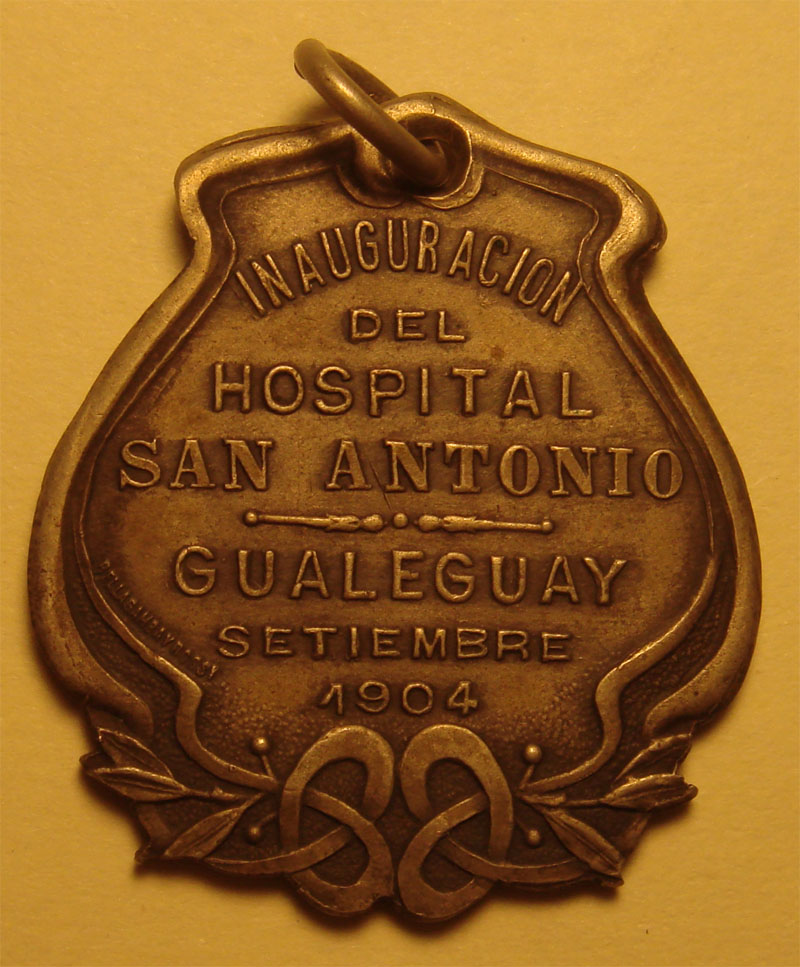 INAUGURACION
DEL
HOSPITAL
SAN ANTONIO
GUALEGUAY
SETIEMBRE
1904